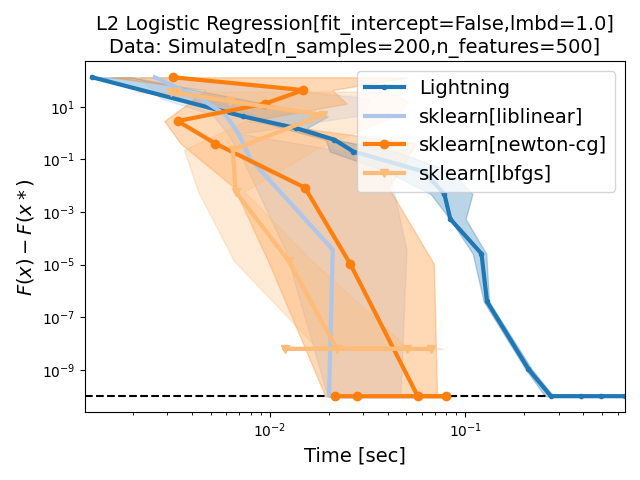 L2 Logistic Regression[fit_intercept=False,lmbd=1.0]
Data: Simulated[n_samples=200,n_features=500]
Lightning
sklearn[liblinear]
sklearn[newton-cg]
sklearn[lbfgs]
F(x) − F(x*)
10¹
10⁻¹
10⁻³
10⁻⁵
10⁻⁷
10⁻⁹
10⁻²
10⁻¹
Time [sec]